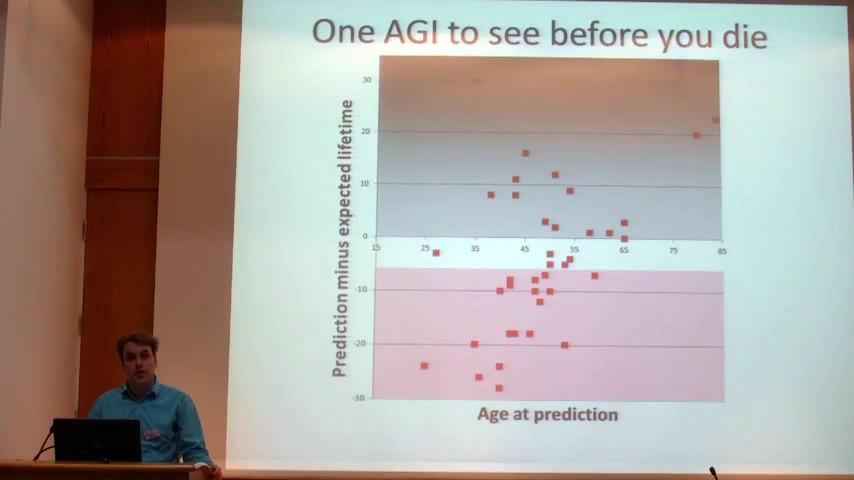 One AGI to see before you die
Prediction minus expected lifetime
30
20
10
0
15 25 35 45 55 65 75 85
-10
-20
-30
Age at prediction